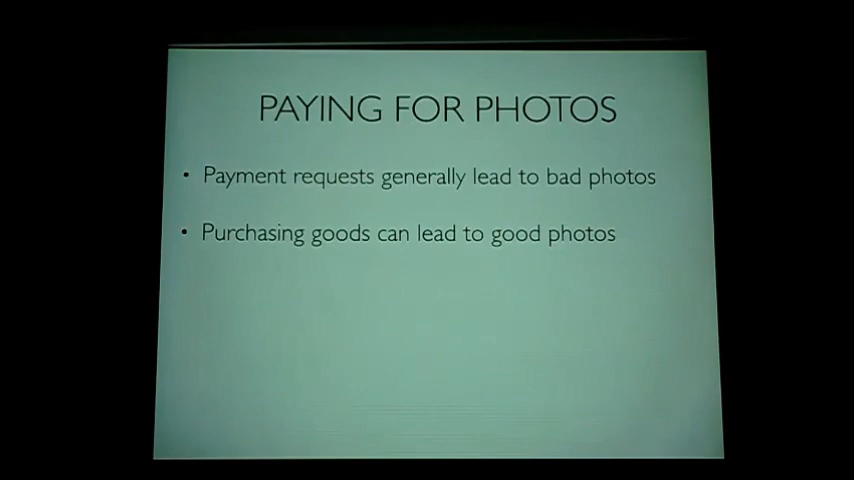 PAYING FOR PHOTOS
• Payment requests generally lead to bad photos
• Purchasing goods can lead to good photos